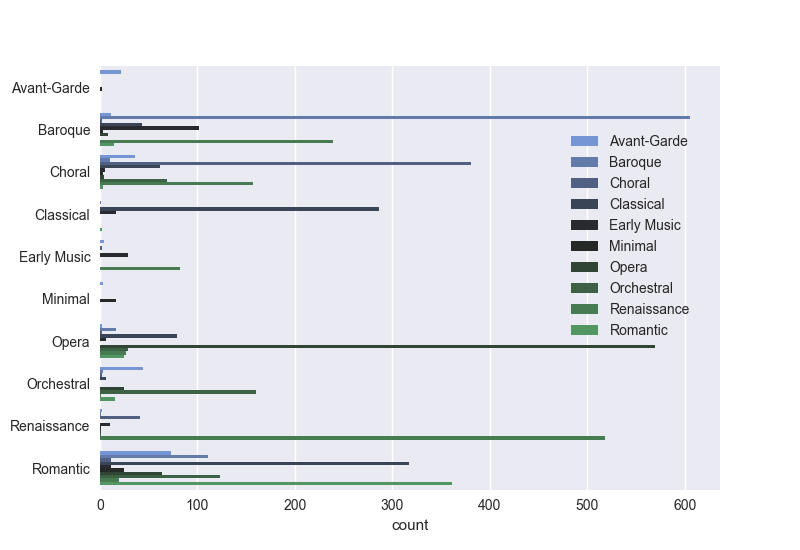 Avant-Garde
Baroque
Choral
Classical
Early Music
Minimal
Opera
Orchestral
Renaissance
Romantic
0 100 200 300 400 500 600
count
Avant-Garde
Baroque
Choral
Classical
Early Music
Minimal
Opera
Orchestral
Renaissance
Romantic